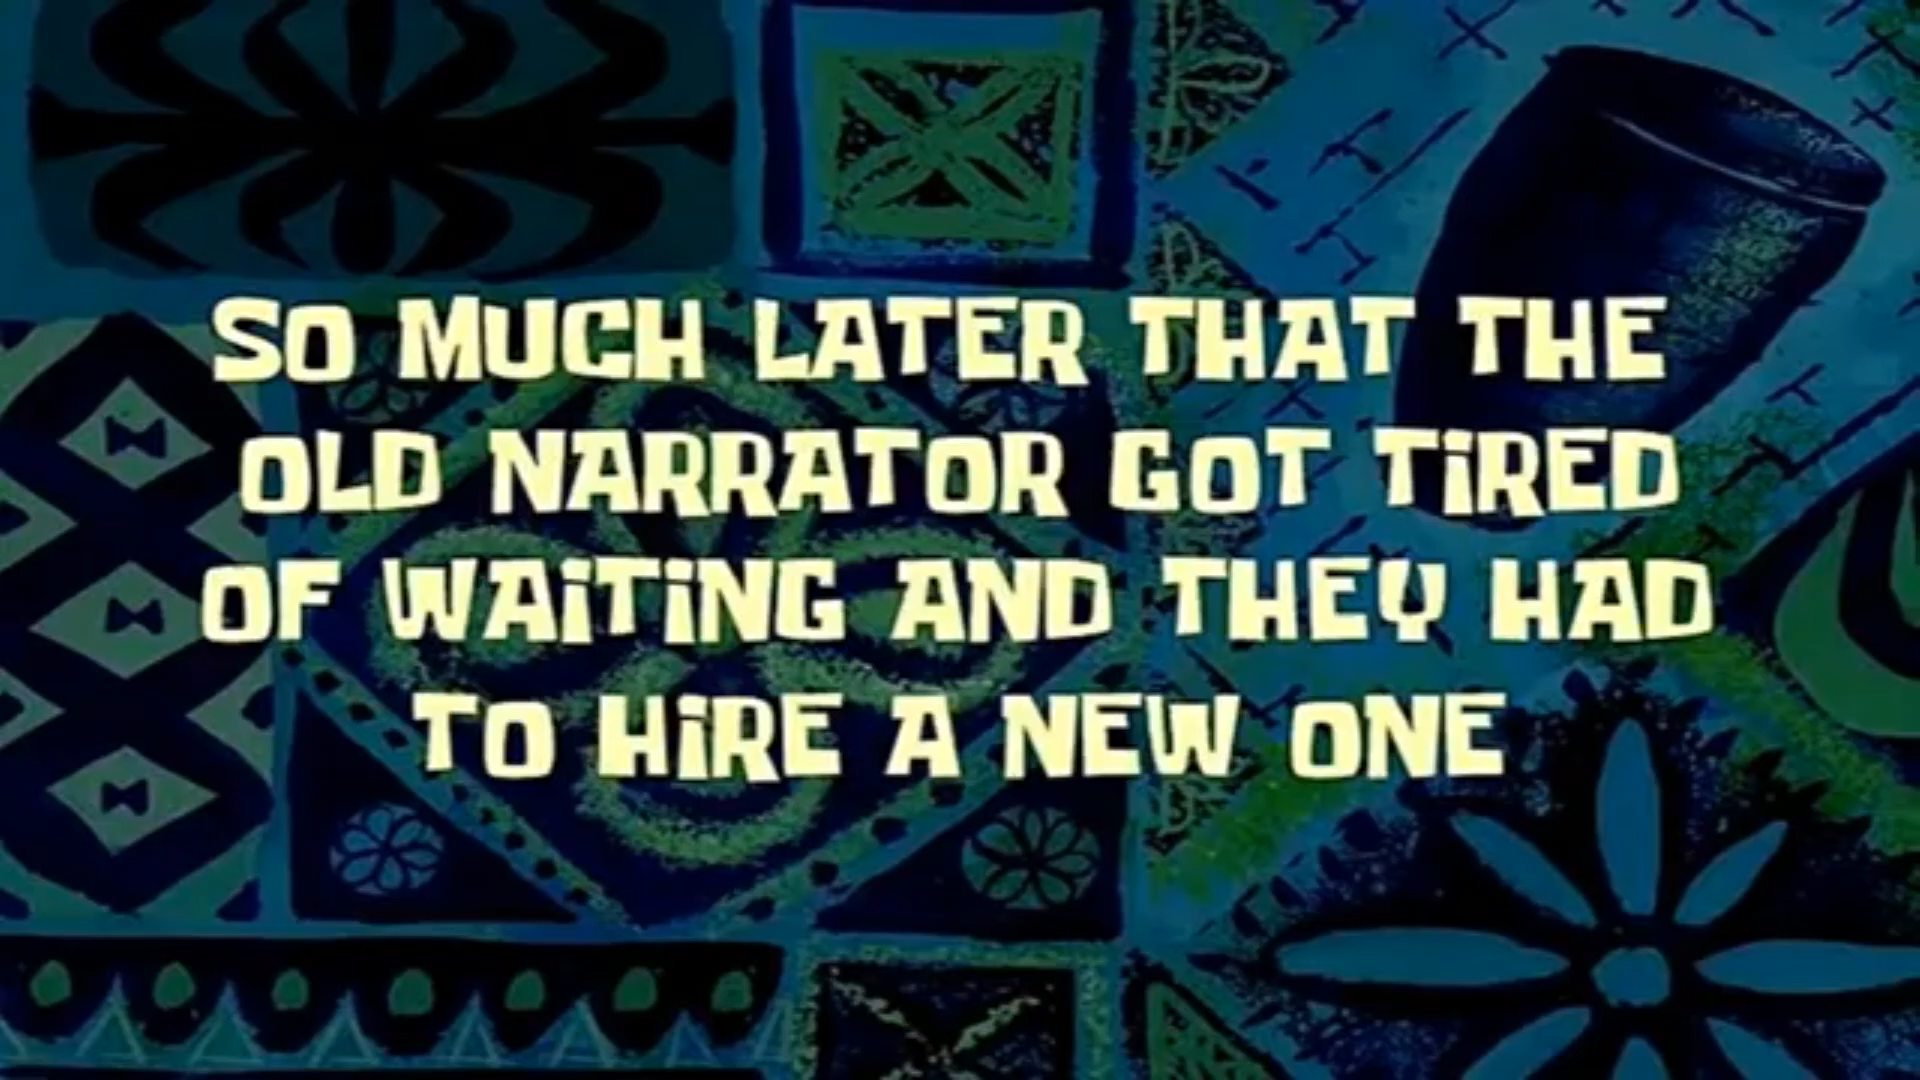 SO MUCH LATER THAT THE
OLD NARRATOR GOT TIRED
OF WAITING AND THEY HAD
TO HIRE A NEW ONE